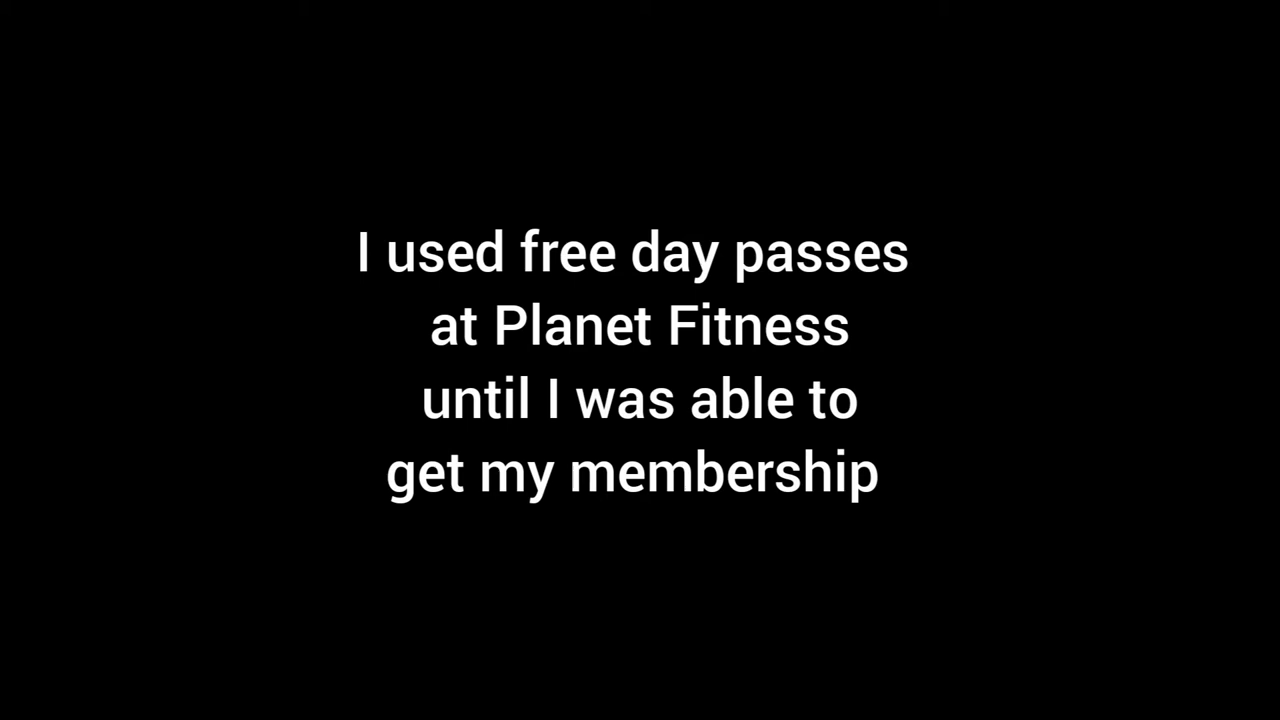 I used free day passes
at Planet Fitness
until I was able to
get my membership